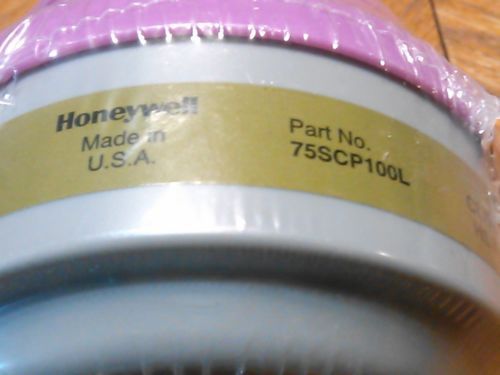 Honeywell
Made in
U.S.A.
Part No.
75SCP100L